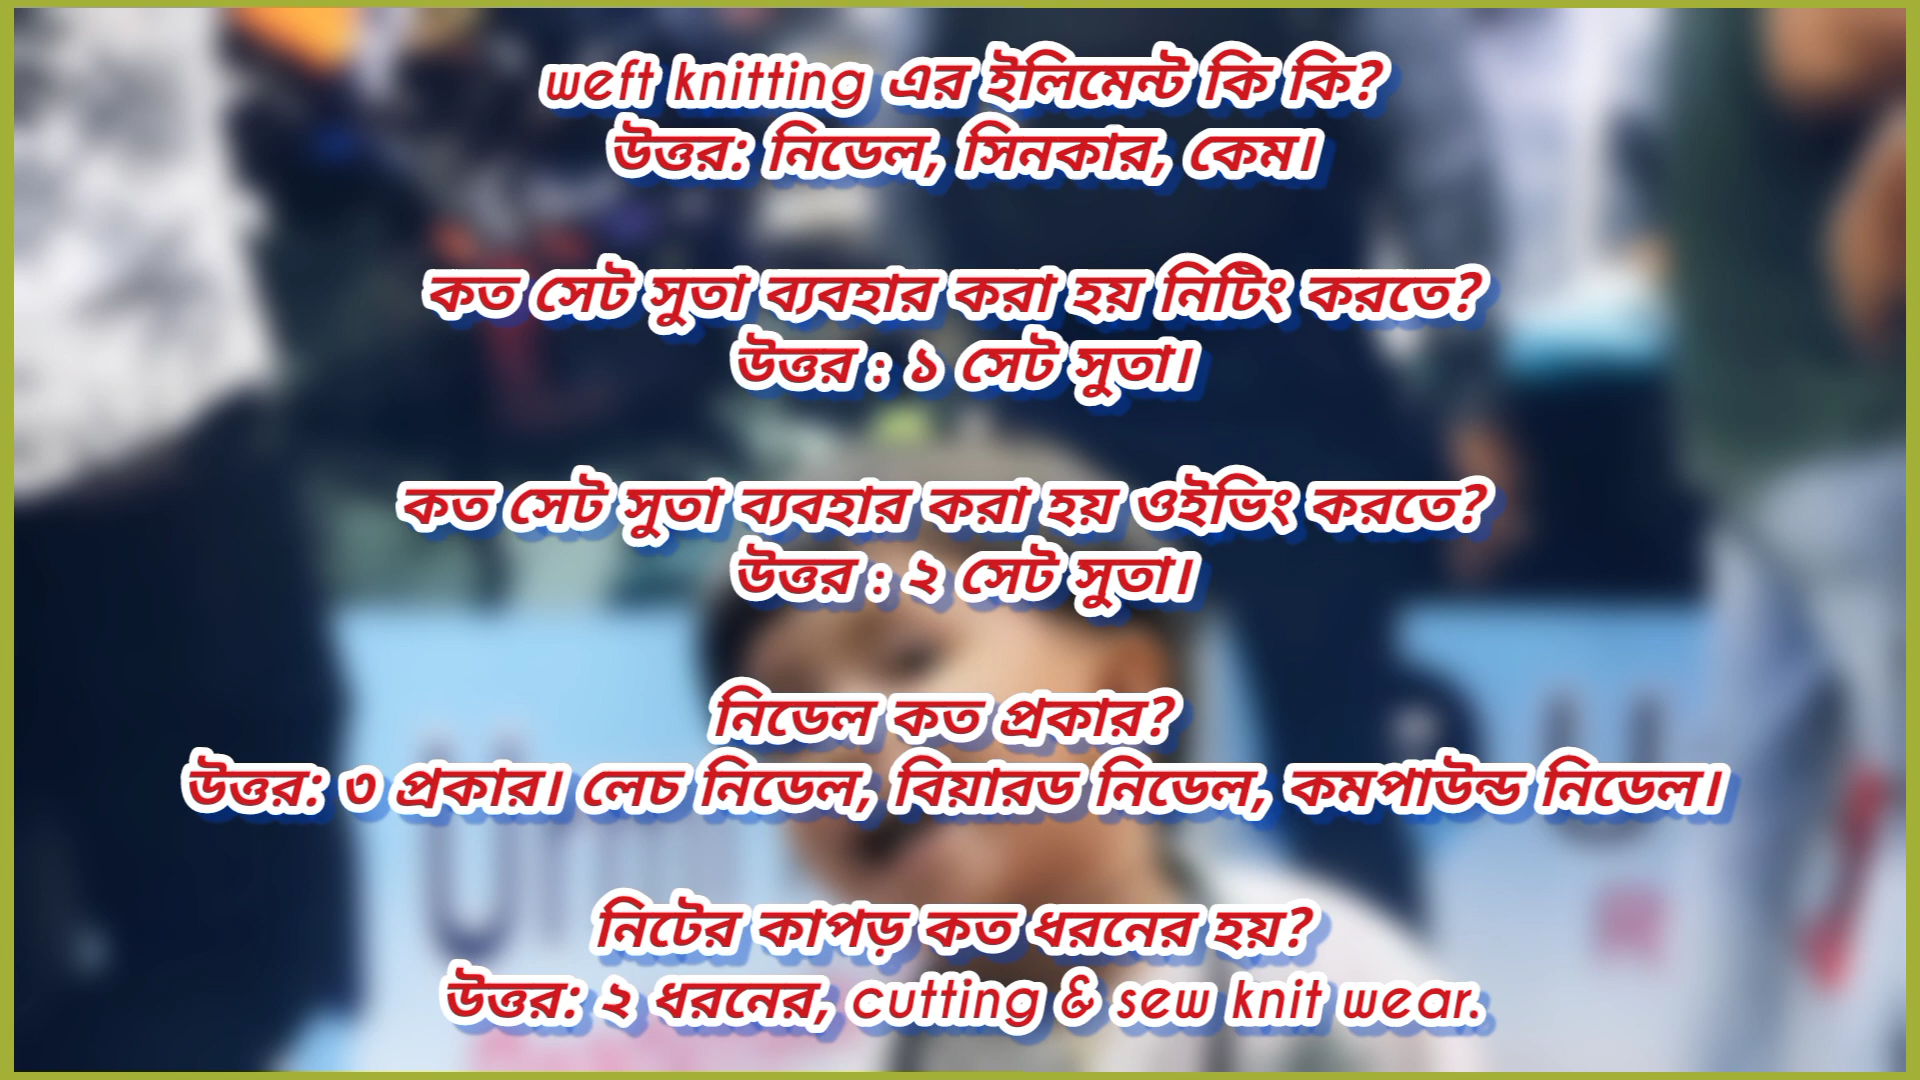 weft knitting এর ইলিমেন্ট কি কি?
উত্তর: নিডেল, সিনকার, কেম।
কত সেট সুতা ব্যবহার করা হয় নিটিং করতে?
উত্তর : ১ সেট সুতা।
কত সেট সুতা ব্যবহার করা হয় ওইভিং করতে?
উত্তর : ২ সেট সুতা।
নিডেল কত প্রকার?
উত্তর: ৩ প্রকার। লেচ নিডেল, বিয়ারড নিডেল, কমপাউন্ড নিডেল।
নিটের কাপড় কত ধরনের হয়?
উত্তর: ২ ধরনের, cutting & sew knit wear.